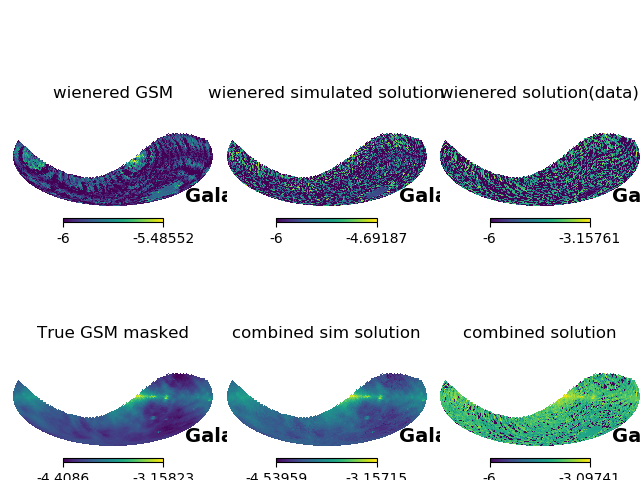 wienered GSM
wienered simulated solution
wienered solution(data)
Gala
Gala
Ga
-6 -5.48552
-6 -4.69187
-6 -3.15761
True GSM masked
combined sim solution
combined solution
Gala
Gala
Ga
-4.4086 -3.15823
-4.53959 -3.15715
-6 -3.09741